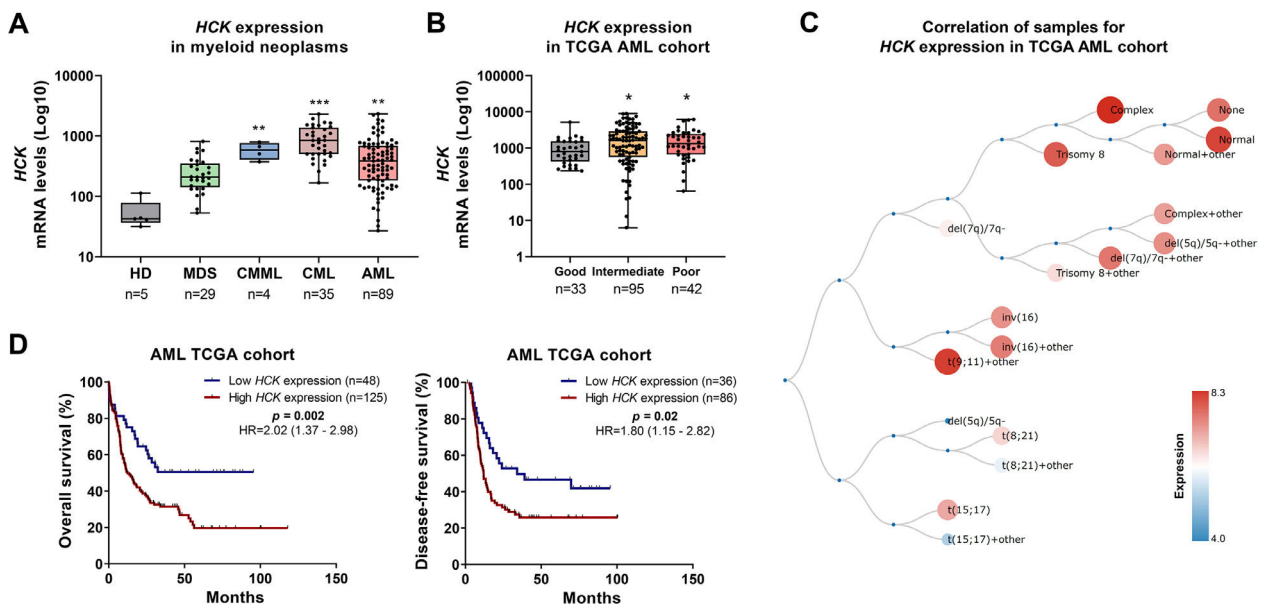 A
HCK expression
in myeloid neoplasms
HCK
mRNA levels (Log10)
10000
1000
100
10
**
***
**
HD
MDS
CMML
CML
AML
n=5
n=29
n=4
n=35
n=89
B
HCK expression
in TCGA AML cohort
HCK
mRNA levels (Log10)
100000
10000
1000
100
10
1
*
*
Good
Intermediate
Poor
n=33
n=95
n=42
C
Correlation of samples for
HCK expression in TCGA AML cohort
Complex
None
Normal
Trisomy 8
Normal+other
del(7q)/7q-
Complex+other
del(5q)/5q-+other
del(7q)/7q-+other
Trisomy 8+other
inv(16)
inv(16)+other
t(9;11)+other
del(5q)/5q-
t(8;21)
t(8;21)+other
t(15;17)
t(15;17)+other
Expression
8.3
4.0
D
AML TCGA cohort
Low HCK expression (n=48)
High HCK expression (n=125)
p = 0.002
HR=2.02 (1.37 - 2.98)
Overall survival (%)
100
80
60
40
20
0
50
100
150
Months
AML TCGA cohort
Low HCK expression (n=36)
High HCK expression (n=86)
p = 0.02
HR=1.80 (1.15 - 2.82)
Disease-free survival (%)
100
80
60
40
20
0
50
100
150
Months